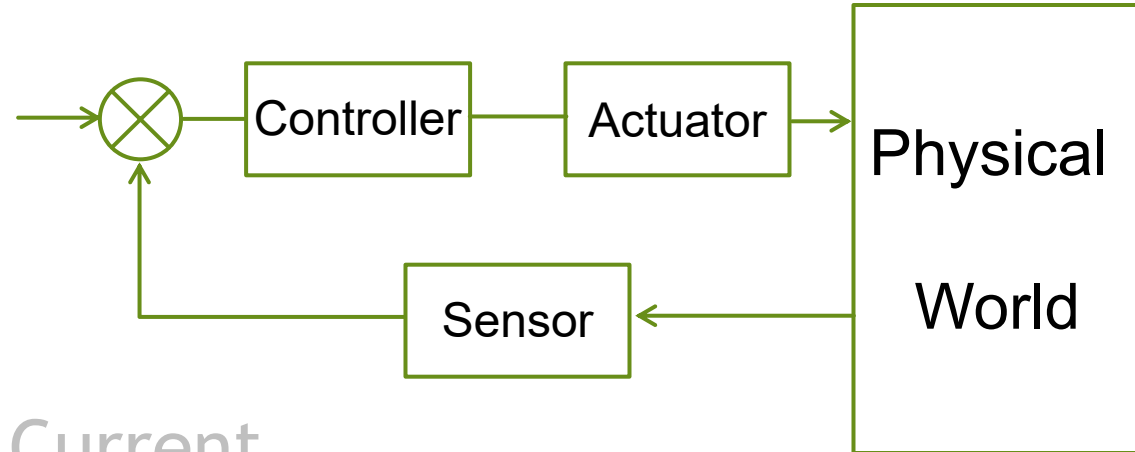 Controller
Actuator
Physical
World
Sensor
Current